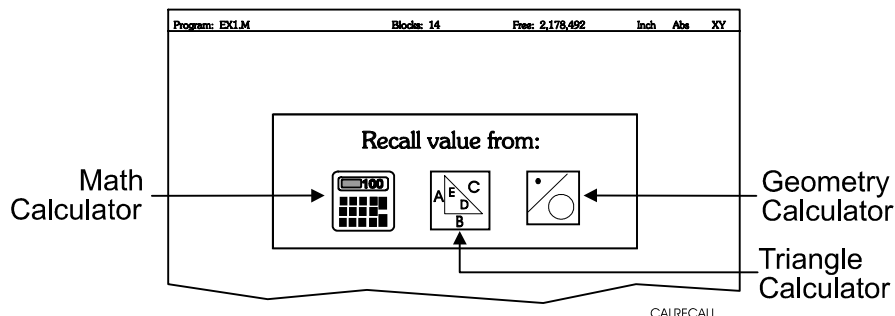 Program: EX1.M Blocks: 14 Free: 2,178,492 Inch Abs XY
Recall value from:
100
A E C
D
B
Math
Calculator
Geometry
Calculator
Triangle
Calculator
CALRECALL